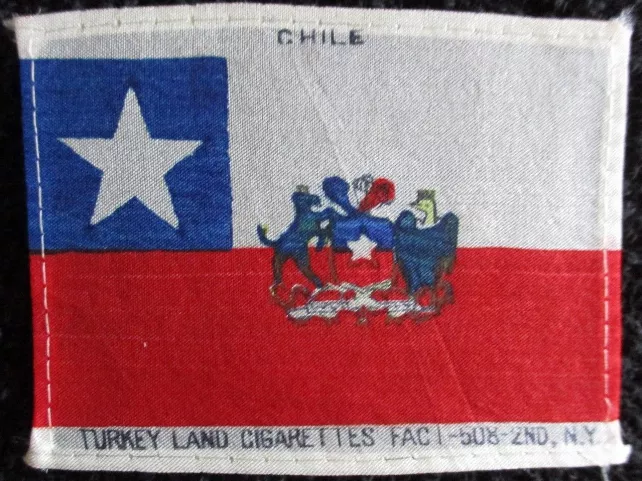 CHILE
TURKEY LAND CIGARETTES FACT-508-2ND, N.Y.